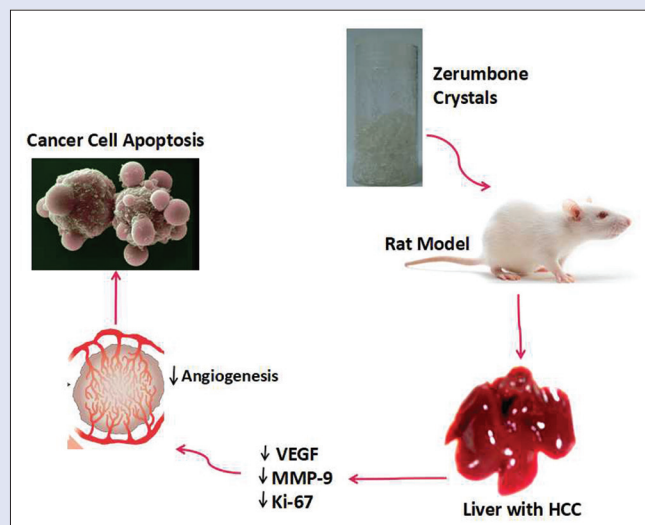 Zerumbone
Crystals
Cancer Cell Apoptosis
Rat Model
↓ Angiogenesis
↓ VEGF
↓ MMP-9
↓ Ki-67
Liver with HCC